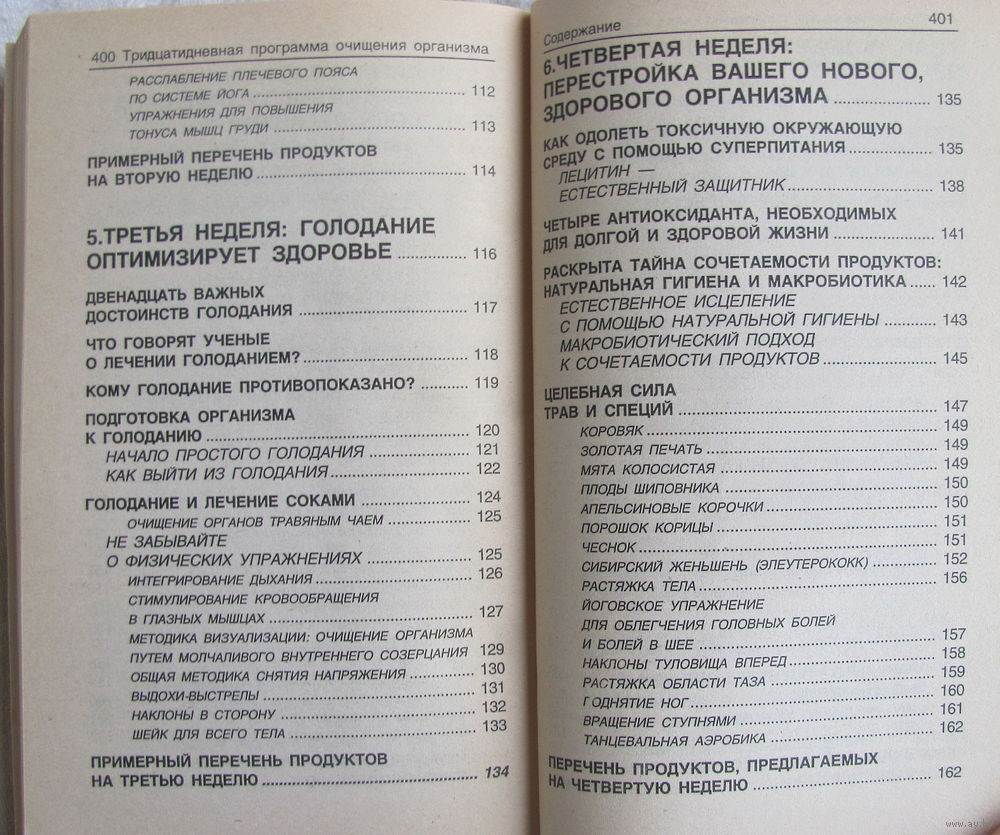 400 Тридцатидневная программа очищения организма
РАССЛАБЛЕНИЕ ПЛЕЧЕВОГО ПОЯСА
ПО СИСТЕМЕ ЙОГА ........ 112
УПРАЖНЕНИЯ ДЛЯ ПОВЫШЕНИЯ
ТОНУСА МЫШЦ ГРУДИ ........ 113
ПРИМЕРНЫЙ ПЕРЕЧЕНЬ ПРОДУКТОВ
НА ВТОРУЮ НЕДЕЛЮ ........ 114
5.ТРЕТЬЯ НЕДЕЛЯ: ГОЛОДАНИЕ
ОПТИМИЗИРУЕТ ЗДОРОВЬЕ ........ 116
ДВЕНАДЦАТЬ ВАЖНЫХ
ДОСТОИНСТВ ГОЛОДАНИЯ ........ 117
ЧТО ГОВОРЯТ УЧЕНЫЕ
О ЛЕЧЕНИИ ГОЛОДАНИЕМ? ........ 118
КОМУ ГОЛОДАНИЕ ПРОТИВОПОКАЗАНО? ........ 119
ПОДГОТОВКА ОРГАНИЗМА
К ГОЛОДАНИЮ ........ 120
НАЧАЛО ПРОСТОГО ГОЛОДАНИЯ ........ 121
КАК ВЫЙТИ ИЗ ГОЛОДАНИЯ ........ 122
ГОЛОДАНИЕ И ЛЕЧЕНИЕ СОКАМИ ........ 124
ОЧИЩЕНИЕ ОРГАНОВ ТРАВЯНЫМ ЧАЕМ ........ 125
НЕ ЗАБЫВАЙТЕ
О ФИЗИЧЕСКИХ УПРАЖНЕНИЯХ ........ 125
ИНТЕГРИРОВАНИЕ ДЫХАНИЯ ........ 126
СТИМУЛИРОВАНИЕ КРОВООБРАЩЕНИЯ
В ГЛАЗНЫХ МЫШЦАХ ........ 127
МЕТОДИКА ВИЗУАЛИЗАЦИИ: ОЧИЩЕНИЕ ОРГАНИЗМА
ПУТЕМ МОЛЧАЛИВОГО ВНУТРЕННЕГО СОЗЕРЦАНИЯ 129
ОБЩАЯ МЕТОДИКА СНЯТИЯ НАПРЯЖЕНИЯ ........ 130
ВЫДОХИ-ВЫСТРЕЛЫ ........ 131
НАКЛОНЫ В СТОРОНУ ........ 132
ШЕЙК ДЛЯ ВСЕГО ТЕЛА ........ 133
ПРИМЕРНЫЙ ПЕРЕЧЕНЬ ПРОДУКТОВ
НА ТРЕТЬЮ НЕДЕЛЮ ........ 134
Содержание 401
6.ЧЕТВЕРТАЯ НЕДЕЛЯ:
ПЕРЕСТРОЙКА ВАШЕГО НОВОГО,
ЗДОРОВОГО ОРГАНИЗМА ........ 135
КАК ОДОЛЕТЬ ТОКСИЧНУЮ ОКРУЖАЮЩУЮ
СРЕДУ С ПОМОЩЬЮ СУПЕРПИТАНИЯ ........ 135
ЛЕЦИТИН —
ЕСТЕСТВЕННЫЙ ЗАЩИТНИК ........ 138
ЧЕТЫРЕ АНТИОКСИДАНТА, НЕОБХОДИМЫХ
ДЛЯ ДОЛГОЙ И ЗДОРОВОЙ ЖИЗНИ ........ 141
РАСКРЫТА ТАЙНА СОЧЕТАЕМОСТИ ПРОДУКТОВ:
НАТУРАЛЬНАЯ ГИГИЕНА И МАКРОБИОТИКА ...... 142
ЕСТЕСТВЕННОЕ ИСЦЕЛЕНИЕ
С ПОМОЩЬЮ НАТУРАЛЬНОЙ ГИГИЕНЫ ........ 143
МАКРОБИОТИЧЕСКИЙ ПОДХОД
К СОЧЕТАЕМОСТИ ПРОДУКТОВ ........ 145
ЦЕЛЕБНАЯ СИЛА
ТРАВ И СПЕЦИЙ ........ 147
КОРОВЯК ........ 149
ЗОЛОТАЯ ПЕЧАТЬ ........ 149
МЯТА КОЛОСИСТАЯ ........ 149
ПЛОДЫ ШИПОВНИКА ........ 150
АПЕЛЬСИНОВЫЕ КОРОЧКИ ........ 150
ПОРОШОК КОРИЦЫ ........ 151
ЧЕСНОК ........ 151
СИБИРСКИЙ ЖЕНЬШЕНЬ (ЭЛЕУТЕРОКОКК) ........ 152
РАСТЯЖКА ТЕЛА ........ 156
ЙОГОВСКОЕ УПРАЖНЕНИЕ
ДЛЯ ОБЛЕГЧЕНИЯ ГОЛОВНЫХ БОЛЕЙ
И БОЛЕЙ В ШЕЕ ........ 157
НАКЛОНЫ ТУЛОВИЩА ВПЕРЕД ........ 158
РАСТЯЖКА ОБЛАСТИ ТАЗА ........ 159
ГОДНЯТИЕ НОГ ........ 160
ВРАЩЕНИЕ СТУПНЯМИ ........ 161
ТАНЦЕВАЛЬНАЯ АЭРОБИКА ........ 162
ПЕРЕЧЕНЬ ПРОДУКТОВ, ПРЕДЛАГАЕМЫХ
НА ЧЕТВЕРТУЮ НЕДЕЛЮ ........ 162